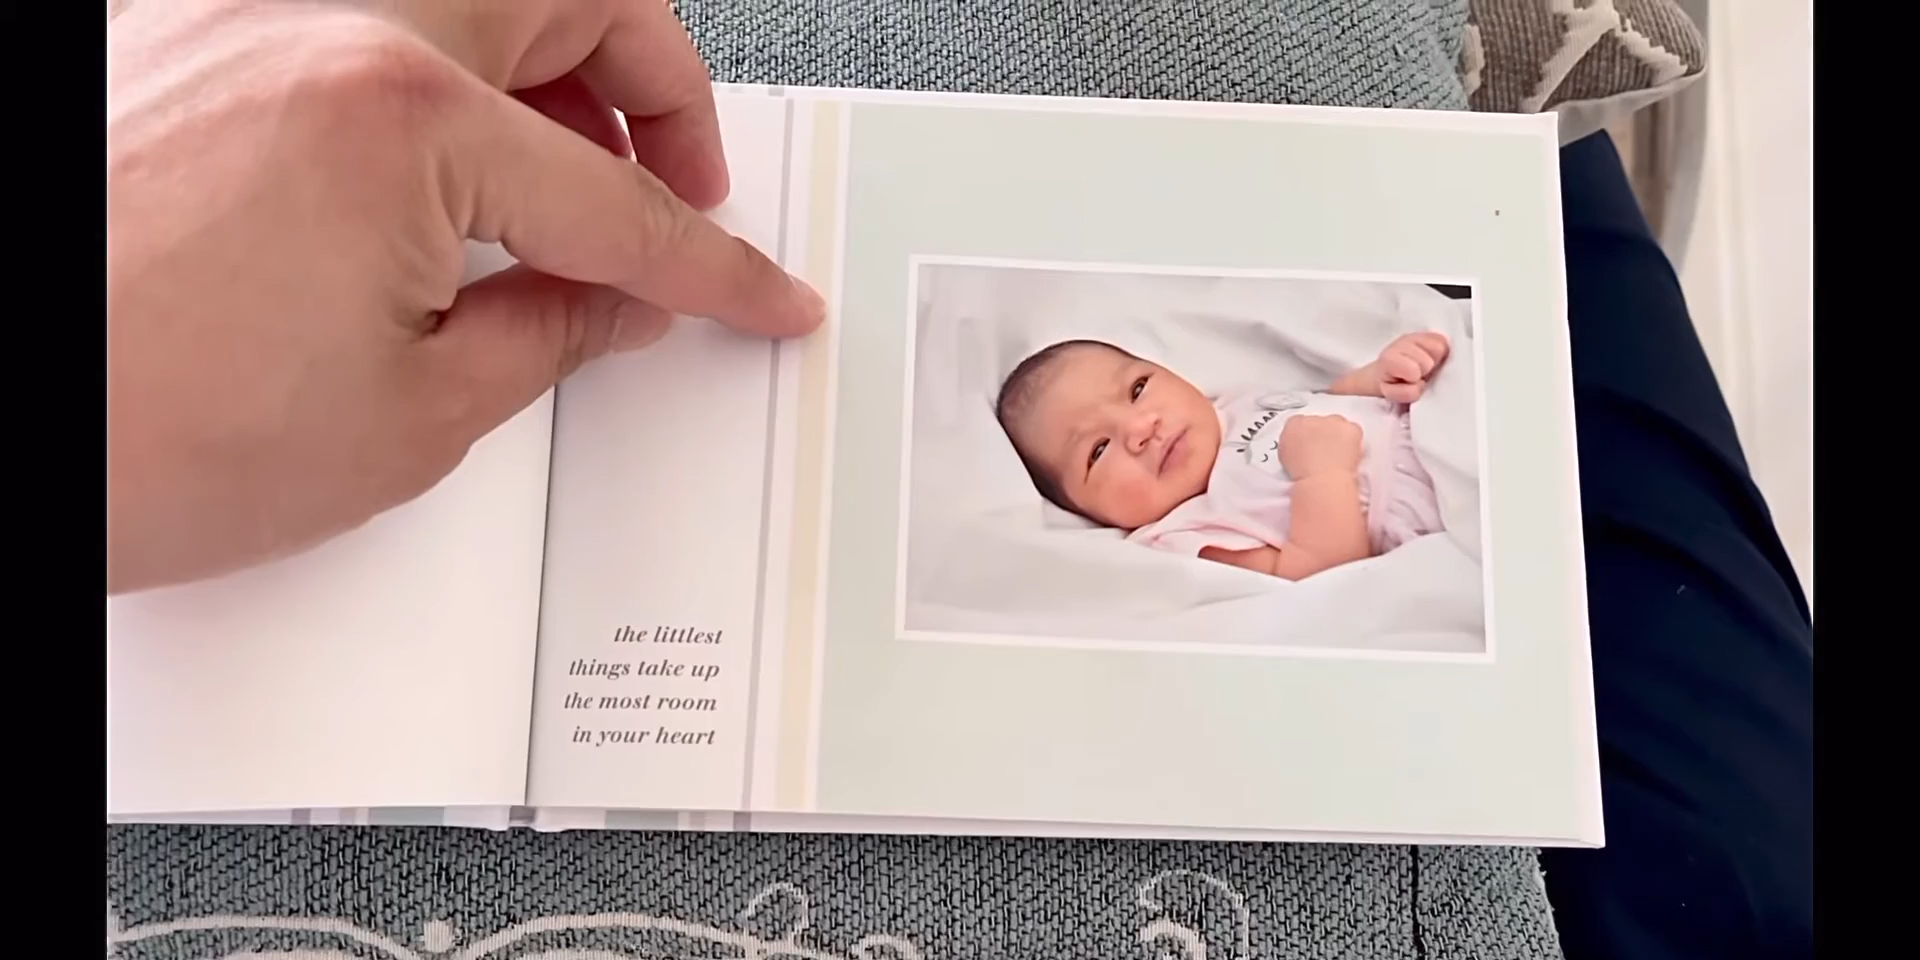 the littlest
things take up
the most room
in your heart